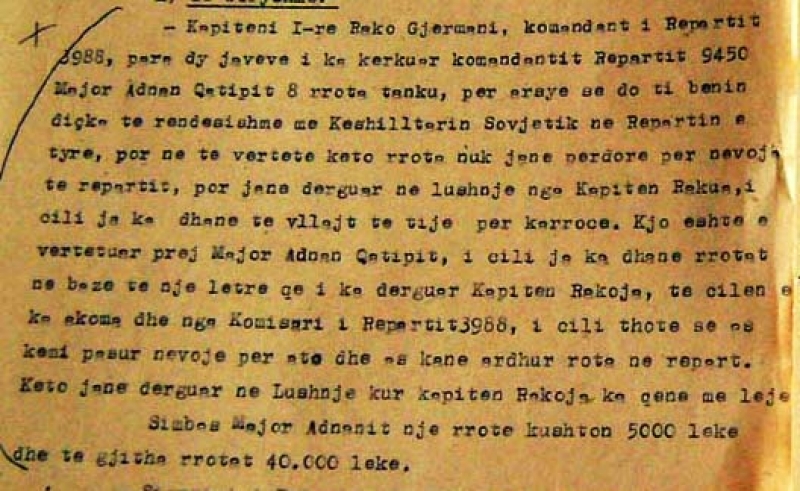 - Kapiteni I-re Rako Gjermani, komandant i Repartit
3988, para dy javeve i ka kerkuar komandantit Repartit 9450
Major Adnan Qatipit 8 rrota tanku, per arsye se do ti benin
diçka te rendesishme me Keshilltarin Sovjetik ne Repartin e
tyre, por ne te vertete keto rrota nuk jane perdore per nevoja
te repartit, por jane derguar ne lushnje nga Kapiten Rakua,i
cili ja ka dhane te vllajt te tije per karroce. Kjo eshte e
vertetuar prej Major Adnan Qatipit, i cili ja ka dhane rrotat
ne baze te nje letre qe i ka derguar Kapiten Rakoja, te cilen e
ka akoma dhe nga Komisari i Repartit3988, i cili thote se as
kemi pasur nevoje per ato dhe as kane ardhur rota ne repart.
Keto jane derguar ne Lushnje kur kapiten Rakoja ka qene me leje
Simbas Major Adnanit nje rrote kushton 5000 leke
dhe te gjitha rrotat 40.000 leke.